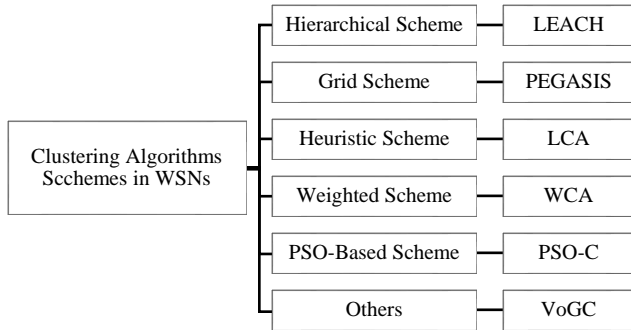 Hierarchical Scheme
LEACH
Grid Scheme
PEGASIS
Heuristic Scheme
LCA
Clustering Algorithms
Scchemes in WSNs
Weighted Scheme
WCA
PSO-Based Scheme
PSO-C
Others
VoGC